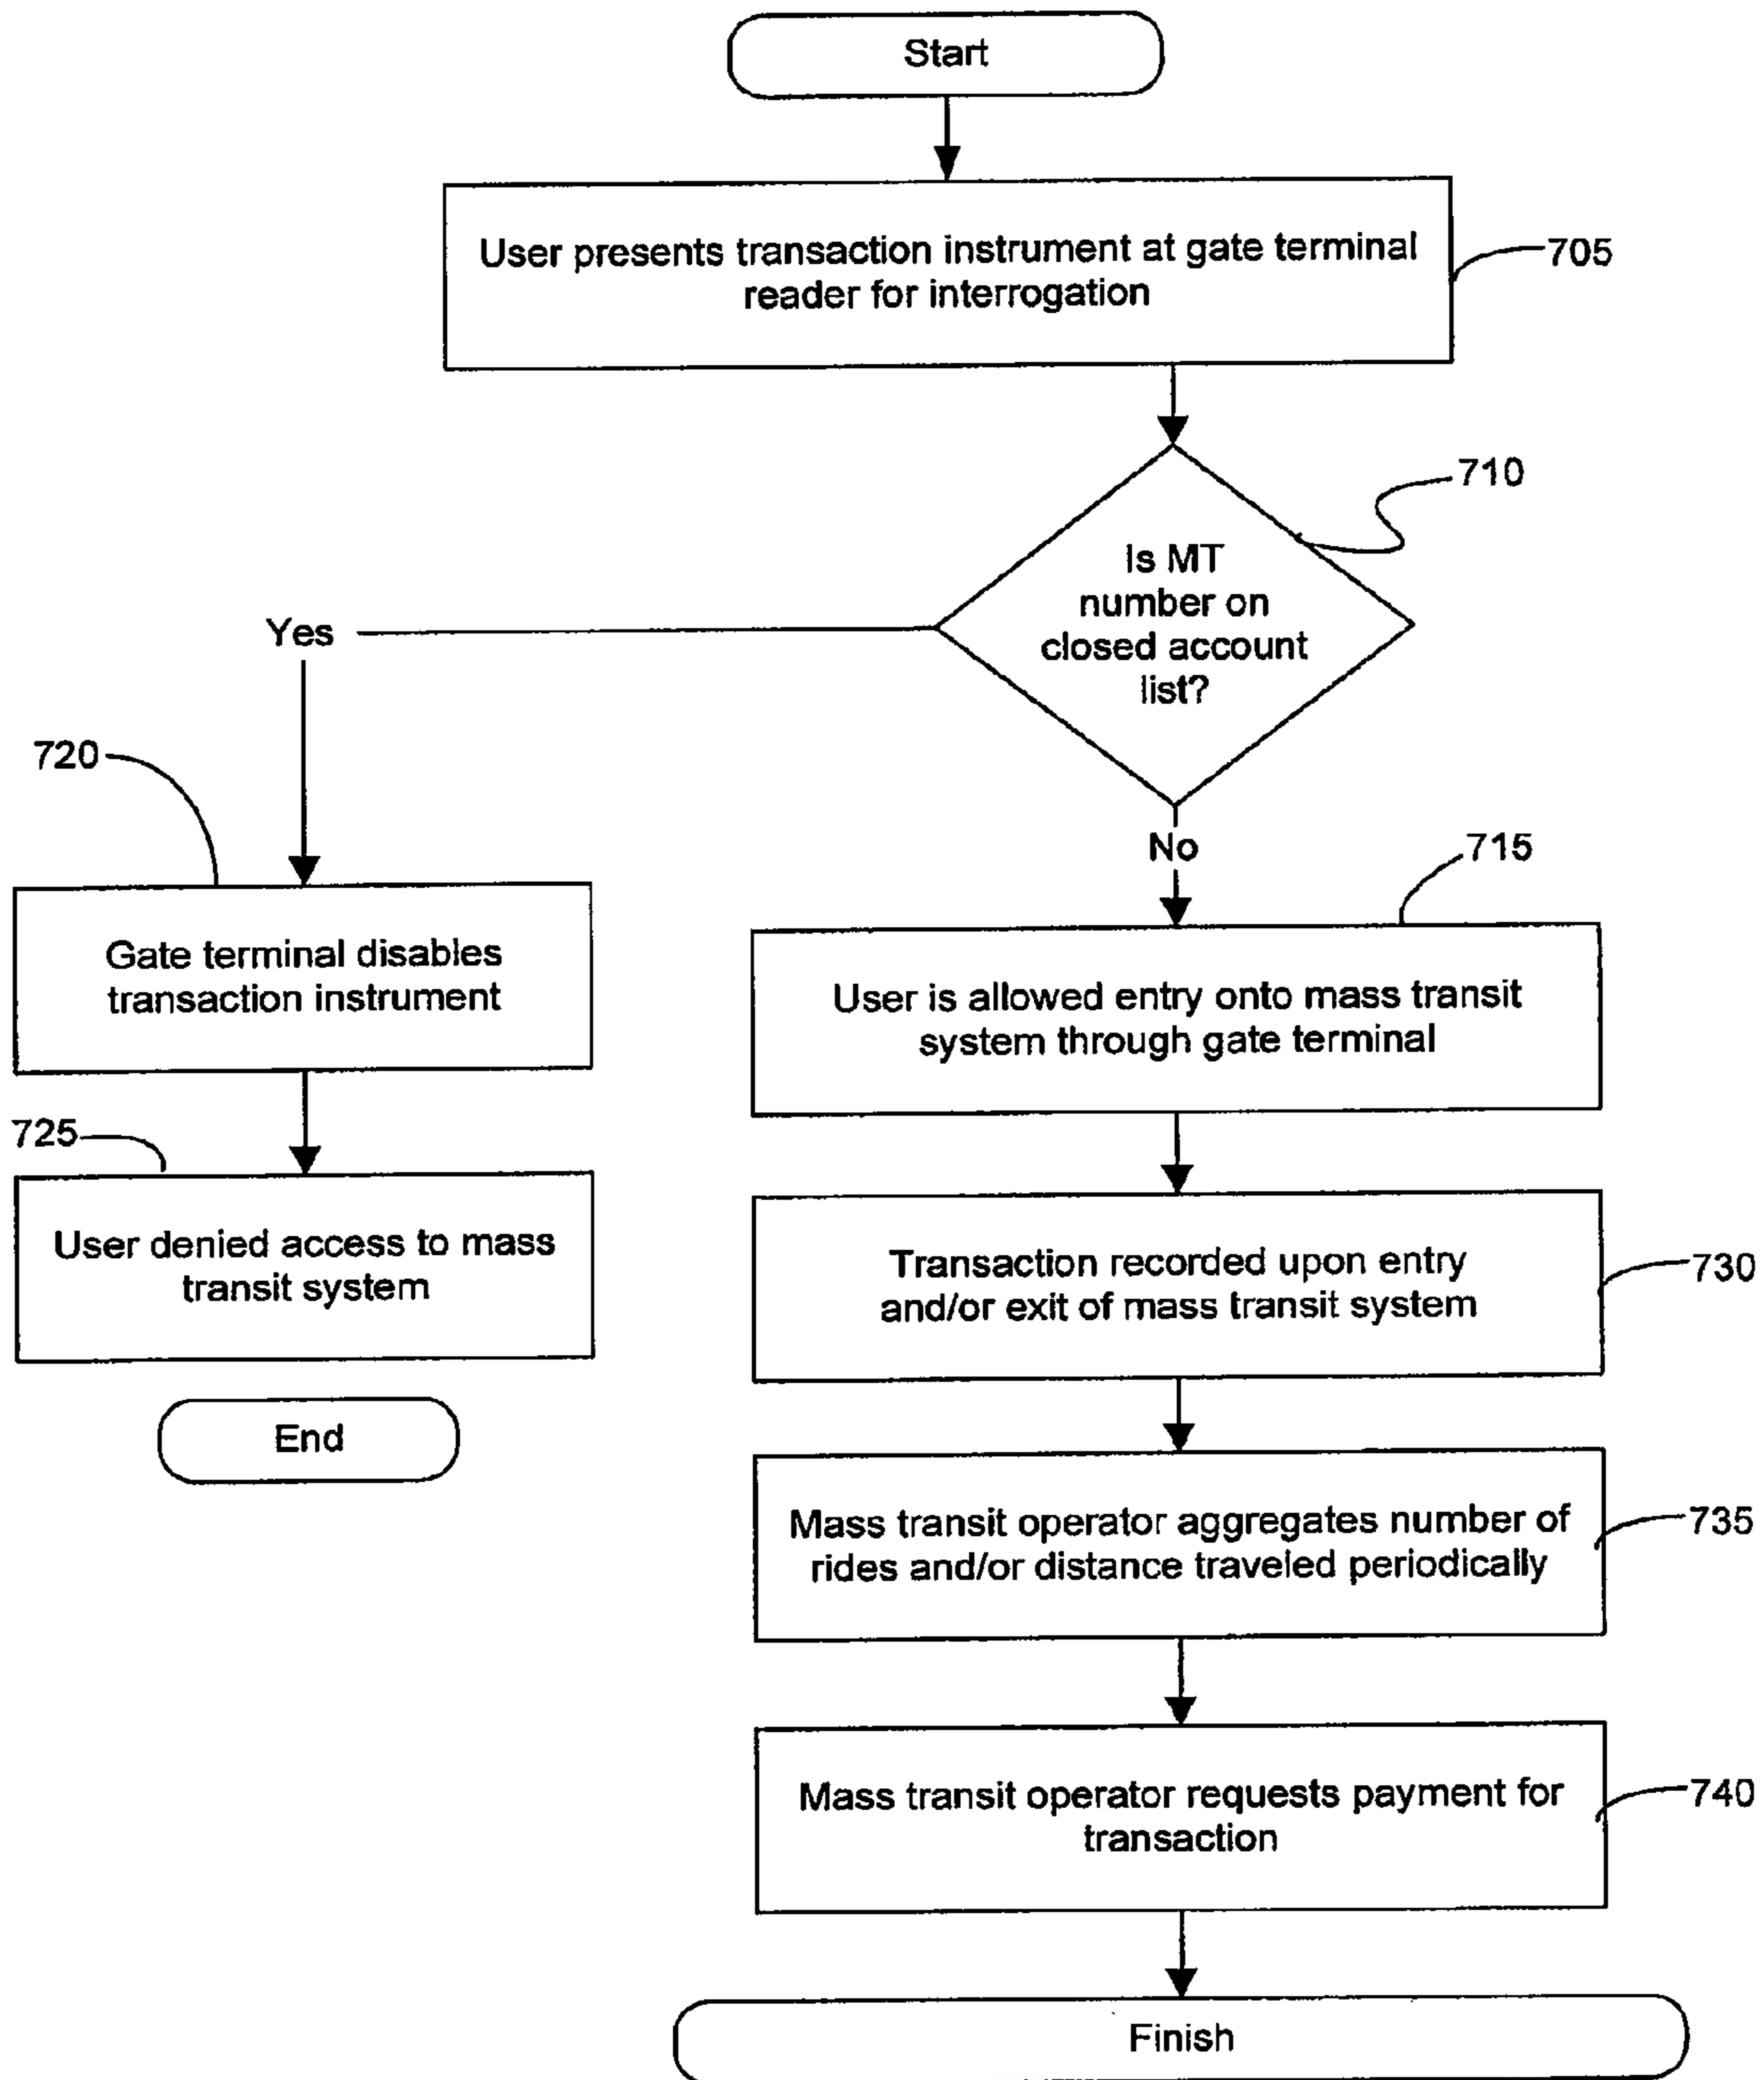 Start
User presents transaction instrument at gate terminal
reader for interrogation
705
710
Is MT
number on
closed account
list?
Yes
720
No
715
Gate terminal disables
transaction instrument
User is allowed entry onto mass transit
system through gate terminal
725
User denied access to mass
transit system
Transaction recorded upon entry
and/or exit of mass transit system
730
End
Mass transit operator aggregates number of
rides and/or distance traveled periodically
735
Mass transit operator requests payment for
transaction
740
Finish